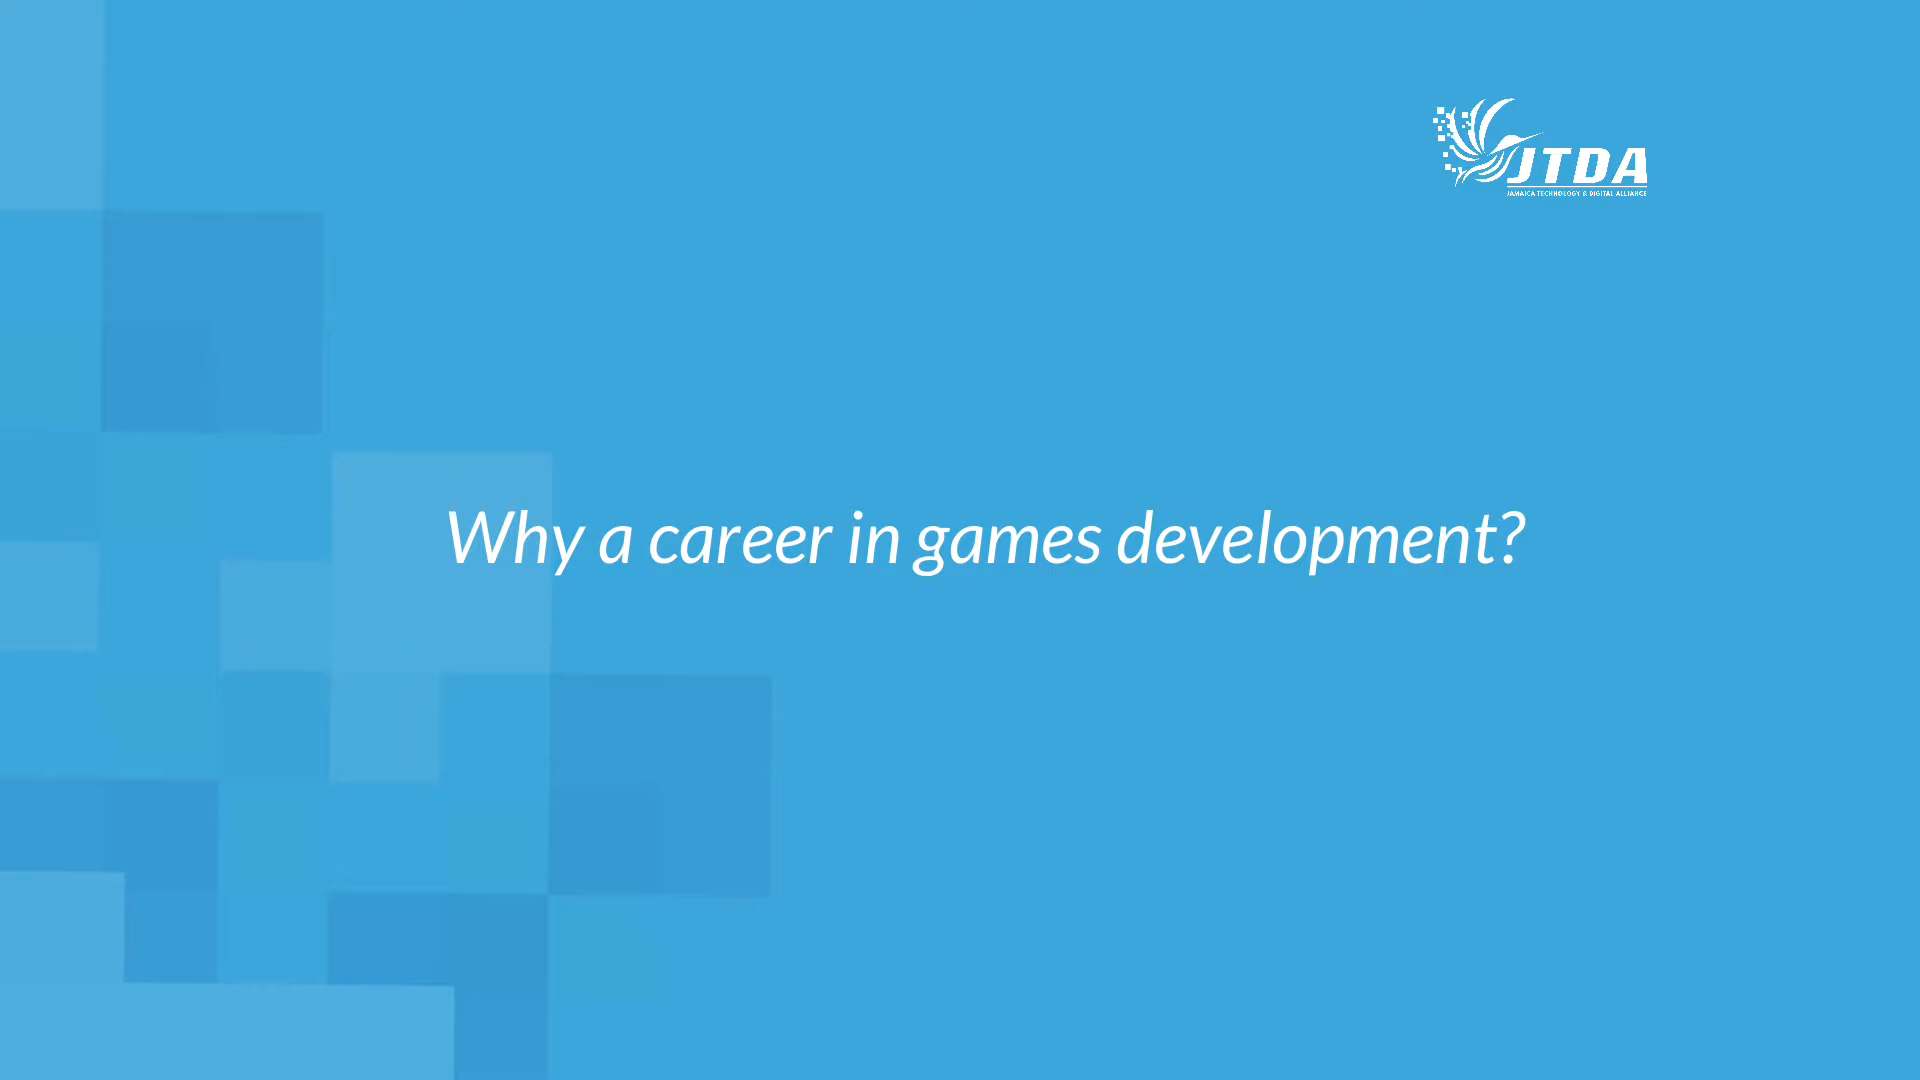 JTDA
JAMAICA TECHNOLOGY & DIGITAL ALLIANCE
Why a career in games development?